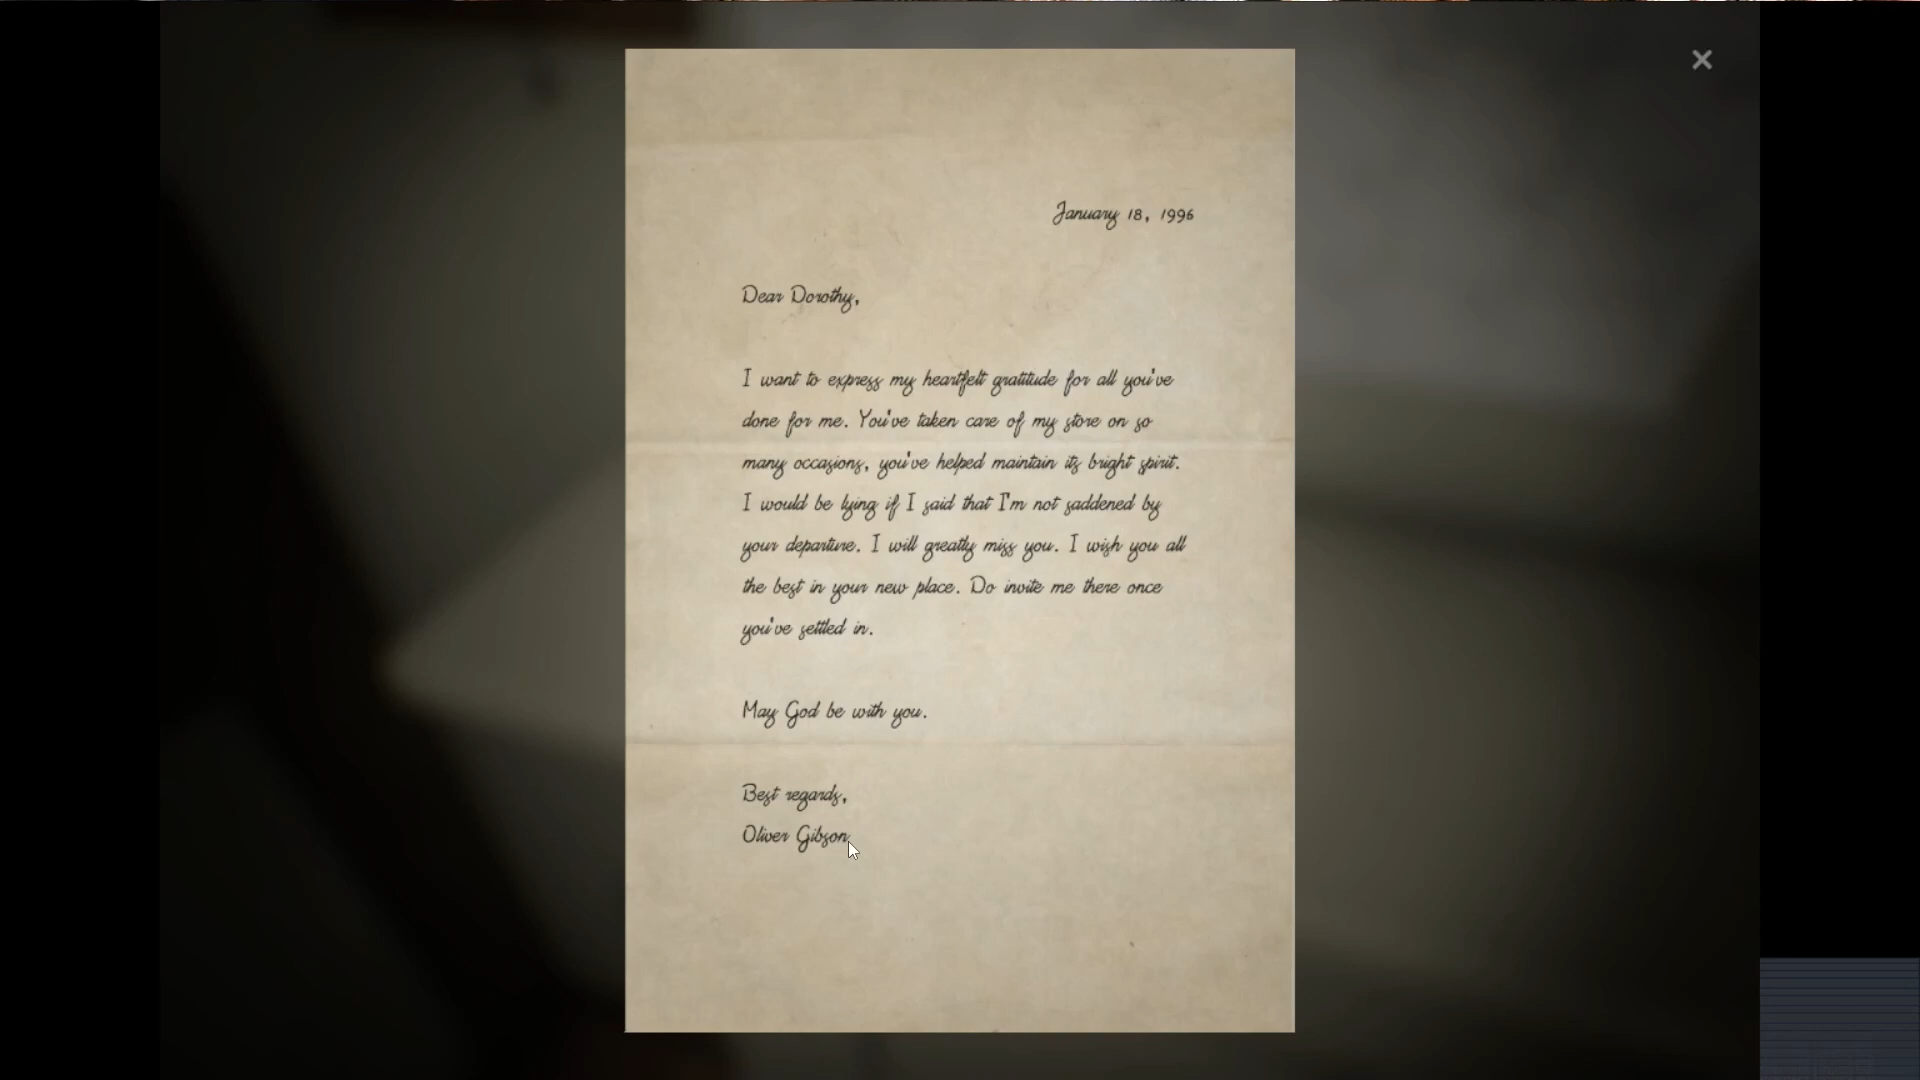 January 18, 1996
Dear Dorothy,
I want to express my heartfelt gratitude for all you've
done for me. You've taken care of my store on so
many occasions, you've helped maintain its bright spirit.
I would be lying if I said that I'm not saddened by
your departure. I will greatly miss you. I wish you all
the best in your new place. Do invite me there once
you've settled in.
May God be with you.
Best regards,
Oliver Gibson